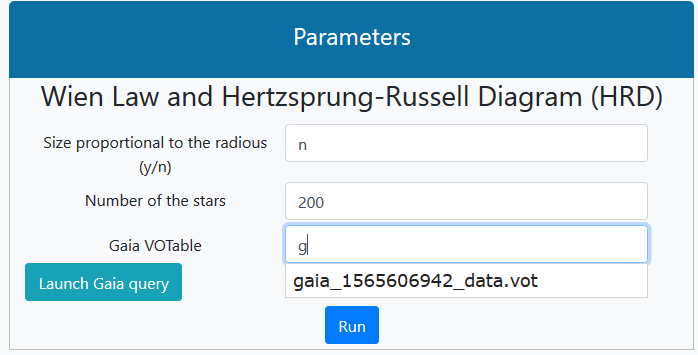 Parameters
Wien Law and Hertzsprung-Russell Diagram (HRD)
Size proportional to the radious
(y/n)
n
Number of the stars
200
Gaia VOTable
g
Launch Gaia query
gaia_1565606942_data.vot
Run